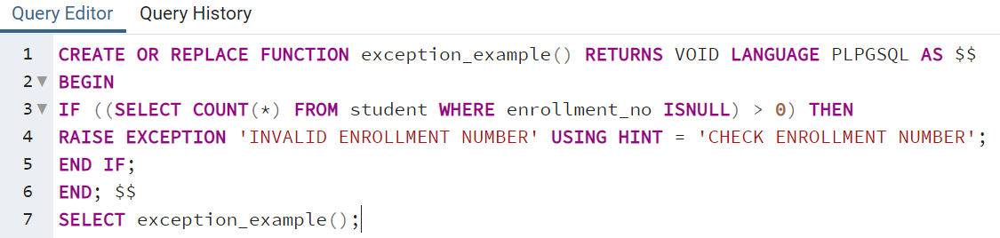 Query Editor Query History
1 CREATE OR REPLACE FUNCTION exception_example() RETURNS VOID LANGUAGE PLPGSQL AS $$
2 BEGIN
3 IF ((SELECT COUNT(*) FROM student WHERE enrollment_no ISNULL) > 0) THEN
4 RAISE EXCEPTION 'INVALID ENROLLMENT NUMBER' USING HINT = 'CHECK ENROLLMENT NUMBER';
5 END IF;
6 END; $$
7 SELECT exception_example();